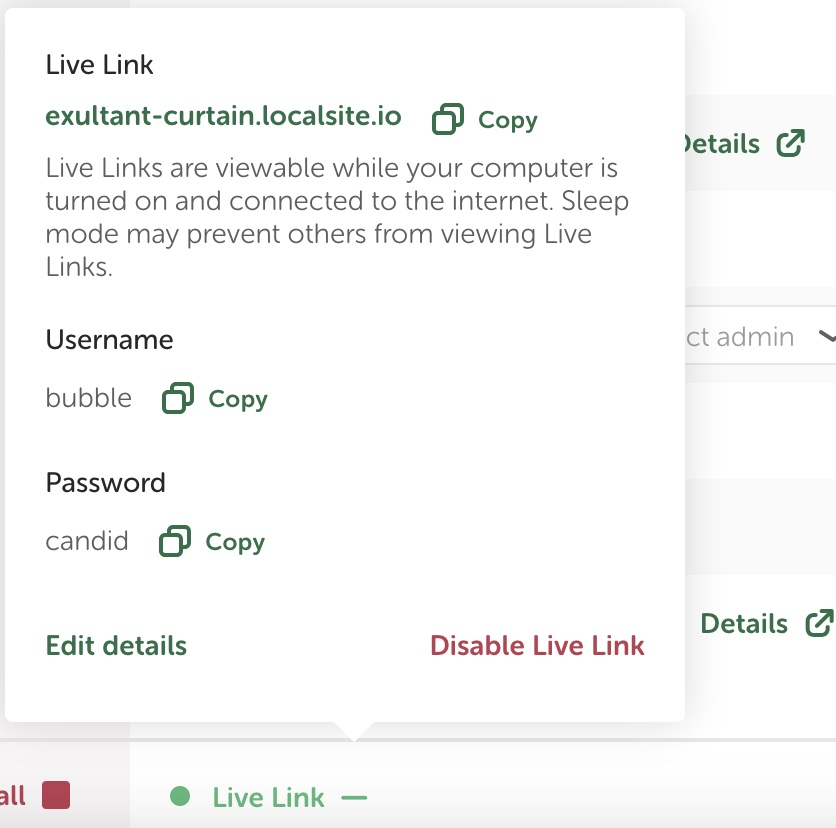 Live Link
exultant-curtain.localsite.io Copy
Live Links are viewable while your computer is
turned on and connected to the internet. Sleep
mode may prevent others from viewing Live
Links.
Username
bubble Copy
Password
candid Copy
Edit details Disable Live Link
Details
ct admin
Details
all Live Link